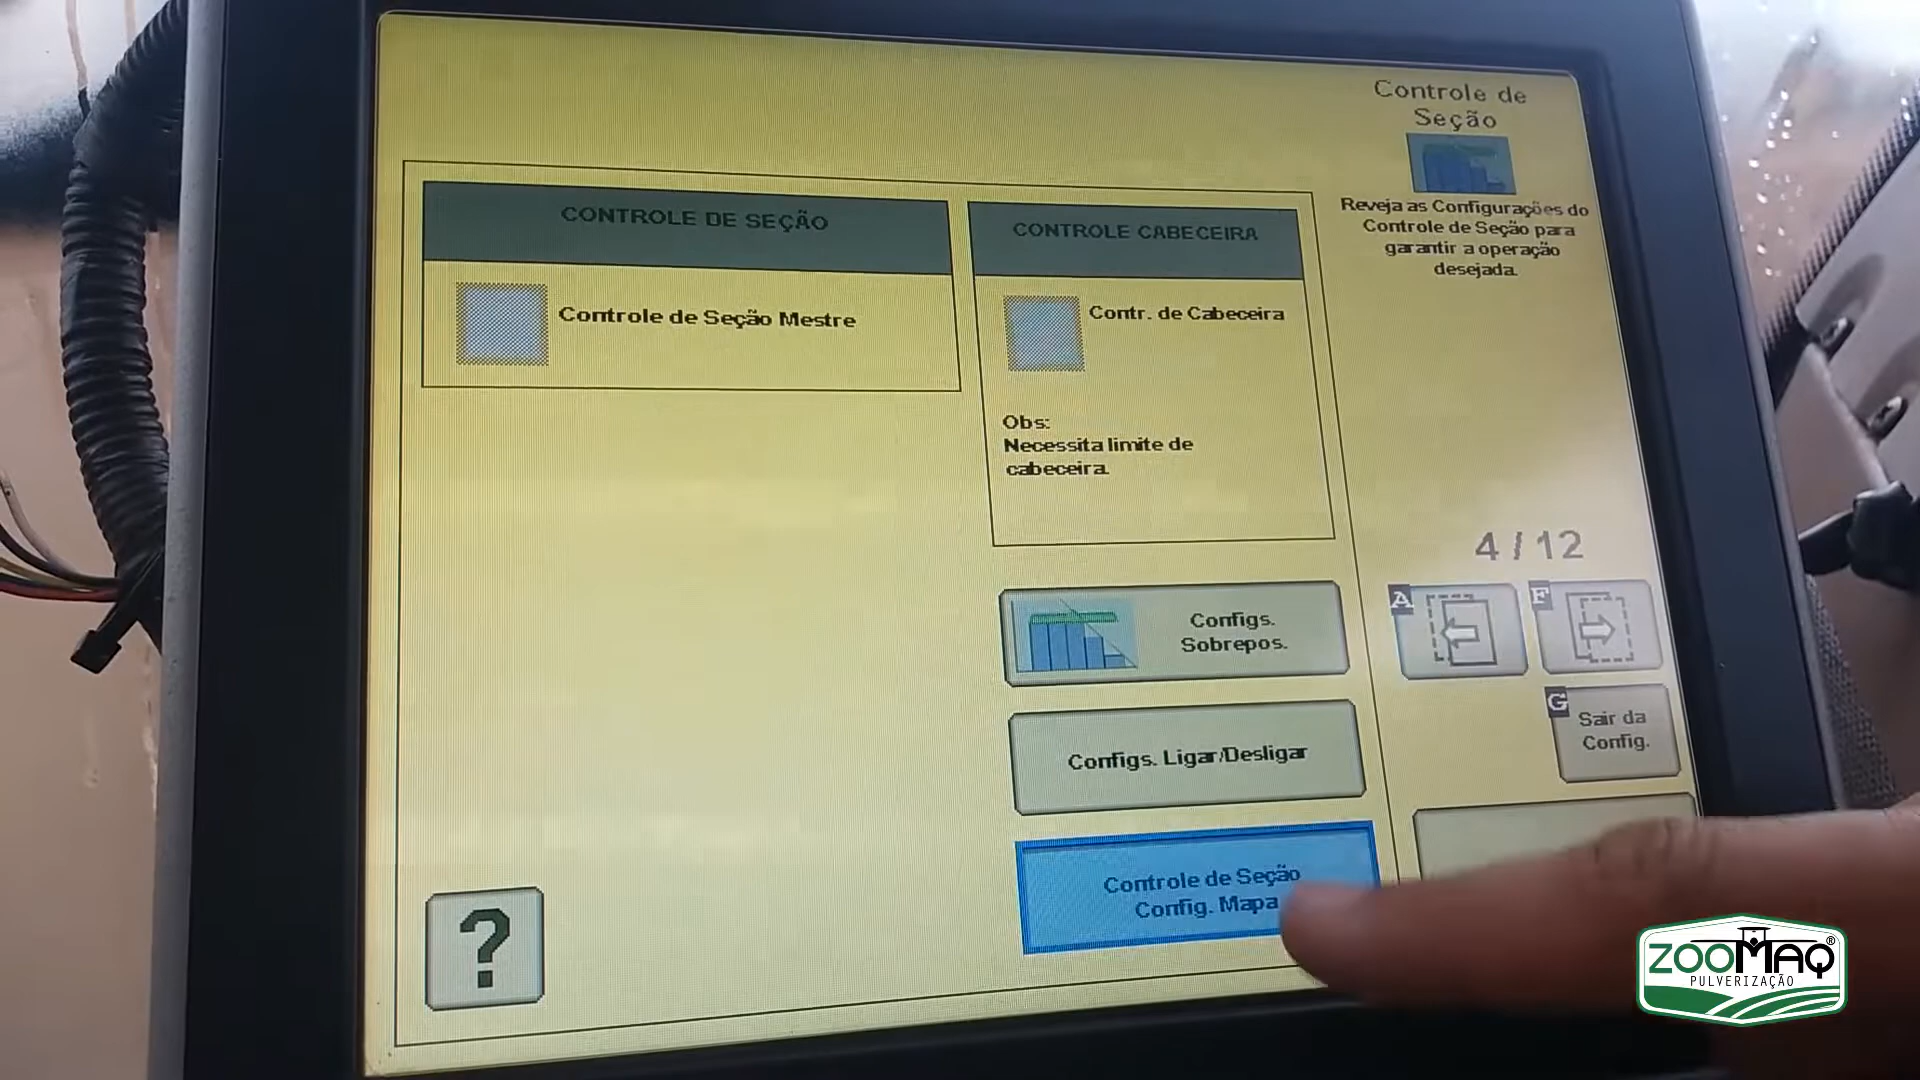 Controle de
Seção
Reveja as Configurações do
Controle de Seção para
garantir a operação
desejada.
CONTROLE DE SEÇÃO
Controle de Seção Mestre
CONTROLE CABECEIRA
Contr. de Cabeceira
Obs:
Necessita limite de
cabeceira.
Configs.
Sobrepos.
Configs. Ligar/Desligar
Controle de Seção
Config. Mapa
4 / 12
A
F
G
Sair da
Config.
?
ZOOMAQ®
PULVERIZAÇÃO